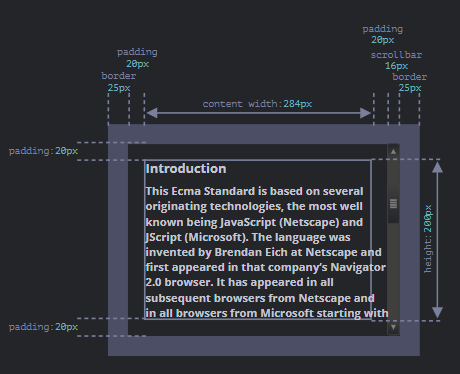 padding
20px
padding
20px
scrollbar
16px
border
25px
border
25px
content width:284px
padding:20px
Introduction
This Ecma Standard is based on several
originating technologies, the most well
known being JavaScript (Netscape) and
JScript (Microsoft). The language was
invented by Brendan Eich at Netscape and
first appeared in that company's Navigator
2.0 browser. It has appeared in all
subsequent browsers from Netscape and
in all browsers from Microsoft starting with
height:200px
padding:20px